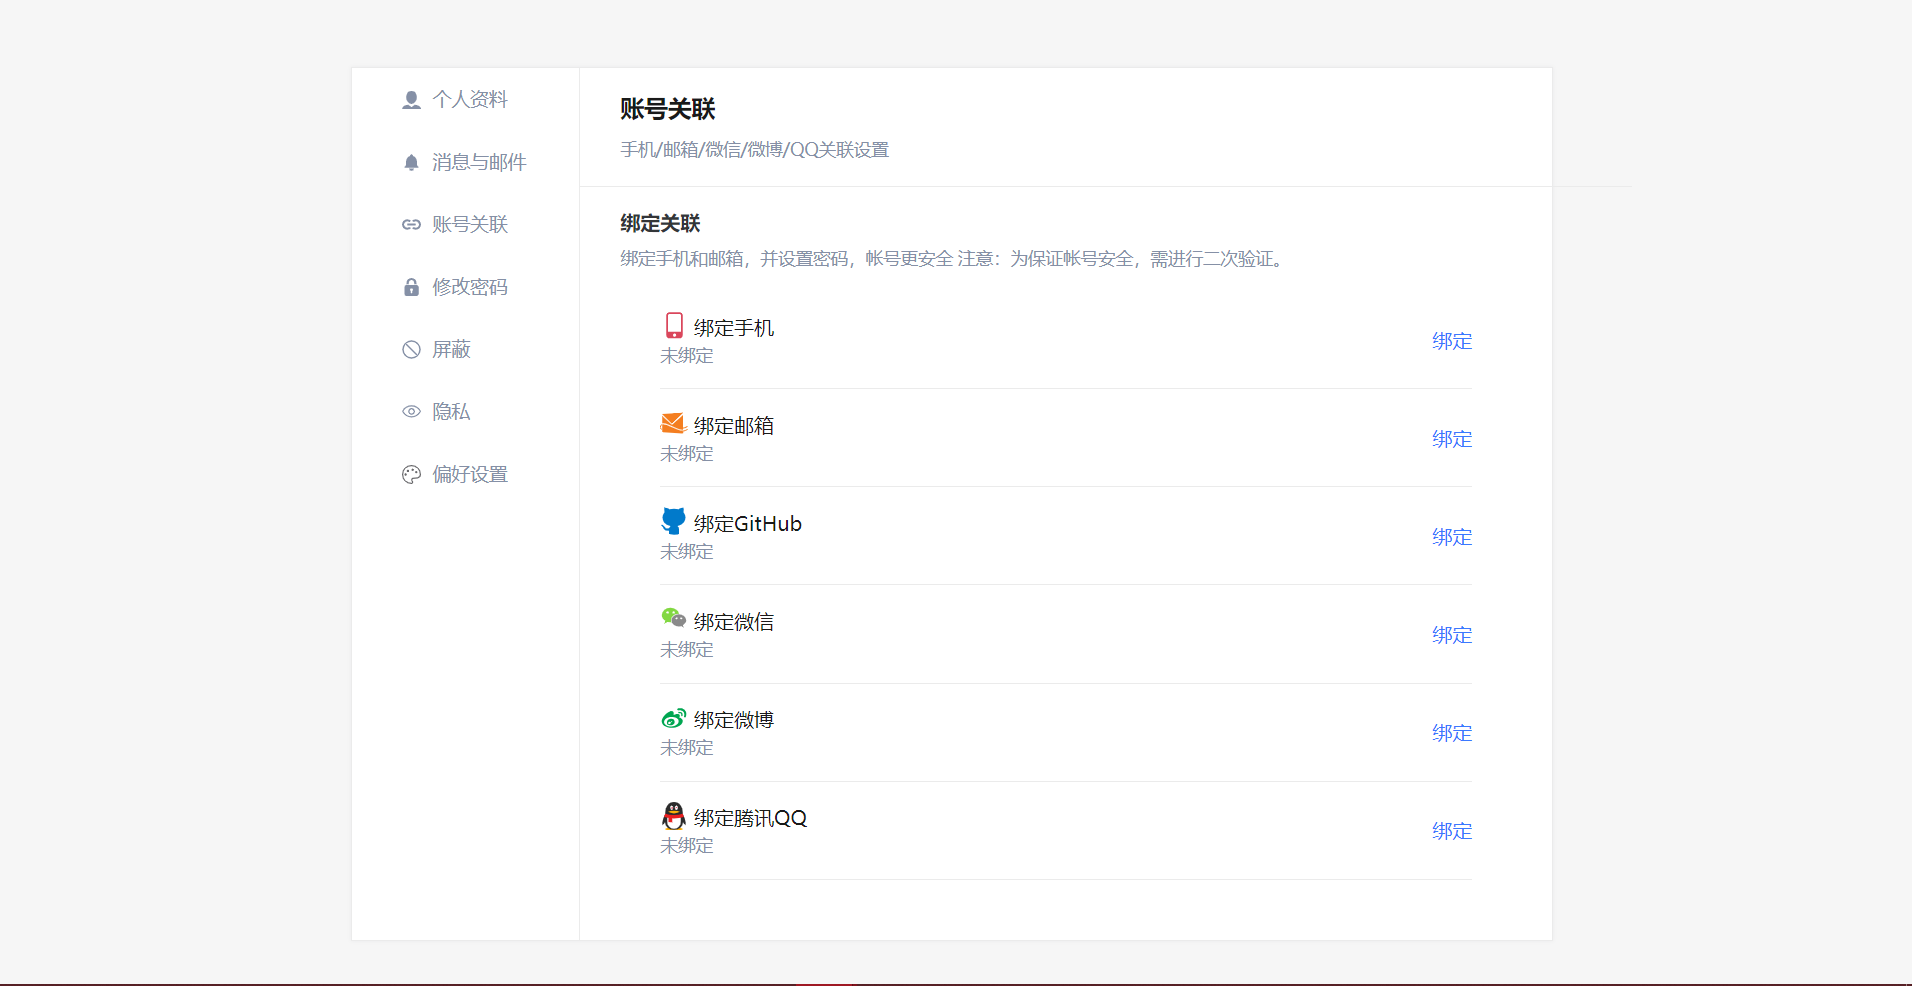 个人资料
消息与邮件
账号关联
修改密码
屏蔽
隐私
偏好设置
账号关联
手机/邮箱/微信/微博/QQ关联设置
绑定关联
绑定手机和邮箱，并设置密码，帐号更安全 注意：为保证帐号安全，需进行二次验证。
绑定手机
未绑定
绑定
绑定邮箱
未绑定
绑定
绑定GitHub
未绑定
绑定
绑定微信
未绑定
绑定
绑定微博
未绑定
绑定
绑定腾讯QQ
未绑定
绑定